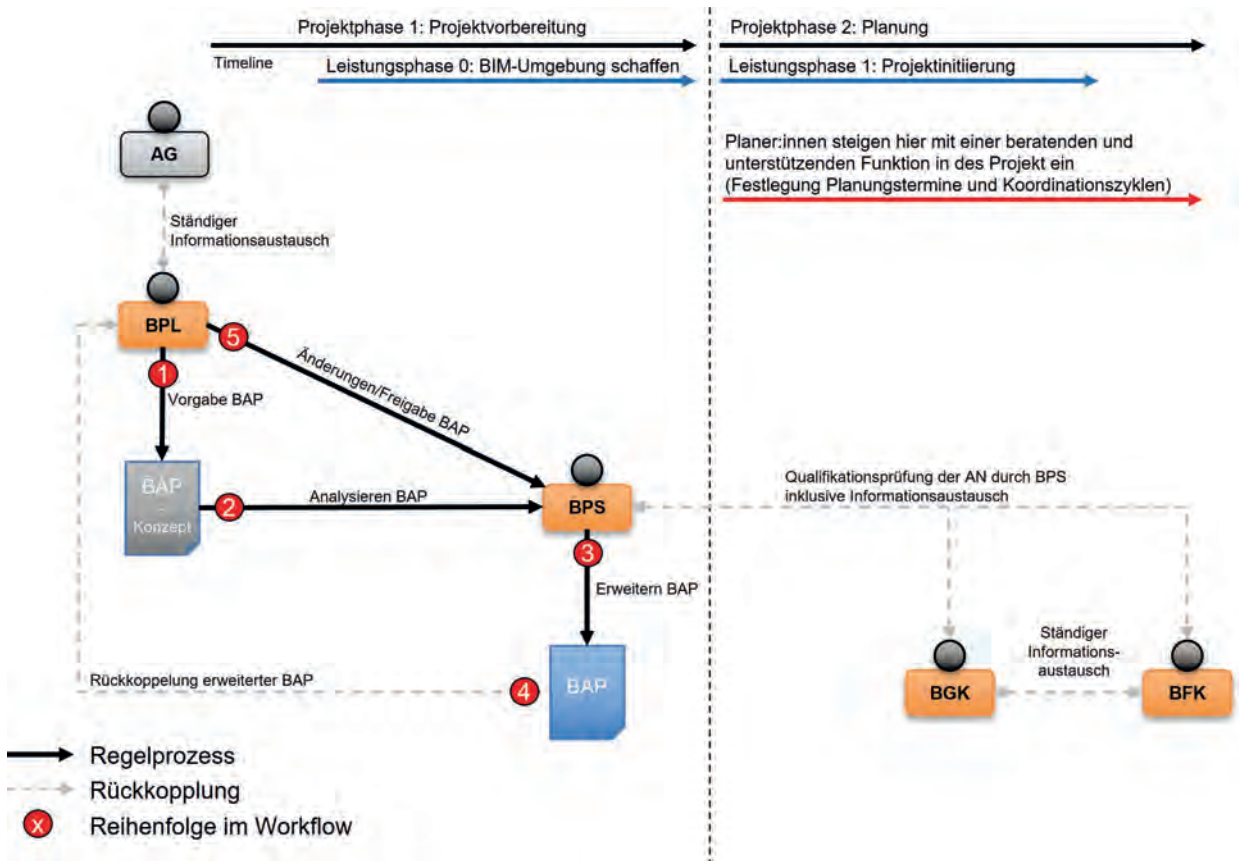 Projektphase 1: Projektvorbereitung
Projektphase 2: Planung
Timeline
Leistungsphase 0: BIM-Umgebung schaffen
Leistungsphase 1: Projektinitiierung
Planer:innen steigen hier mit einer beratenden und
unterstützenden Funktion in des Projekt ein
(Festlegung Planungstermine und Koordinationszyklen)
AG
Ständiger
Informationsaustausch
BPL
5
1
Änderungen/Freigabe BAP
Vorgabe BAP
BAP
-
Konzept
2
Analysieren BAP
BPS
Qualifikationsprüfung der AN durch BPS
inklusive Informationsaustausch
3
Erweitern BAP
Rückkoppelung erweiterter BAP
4
BAP
BGK
Ständiger
Informations-
austausch
BFK
Regelprozess
Rückkopplung
x
Reihenfolge im Workflow